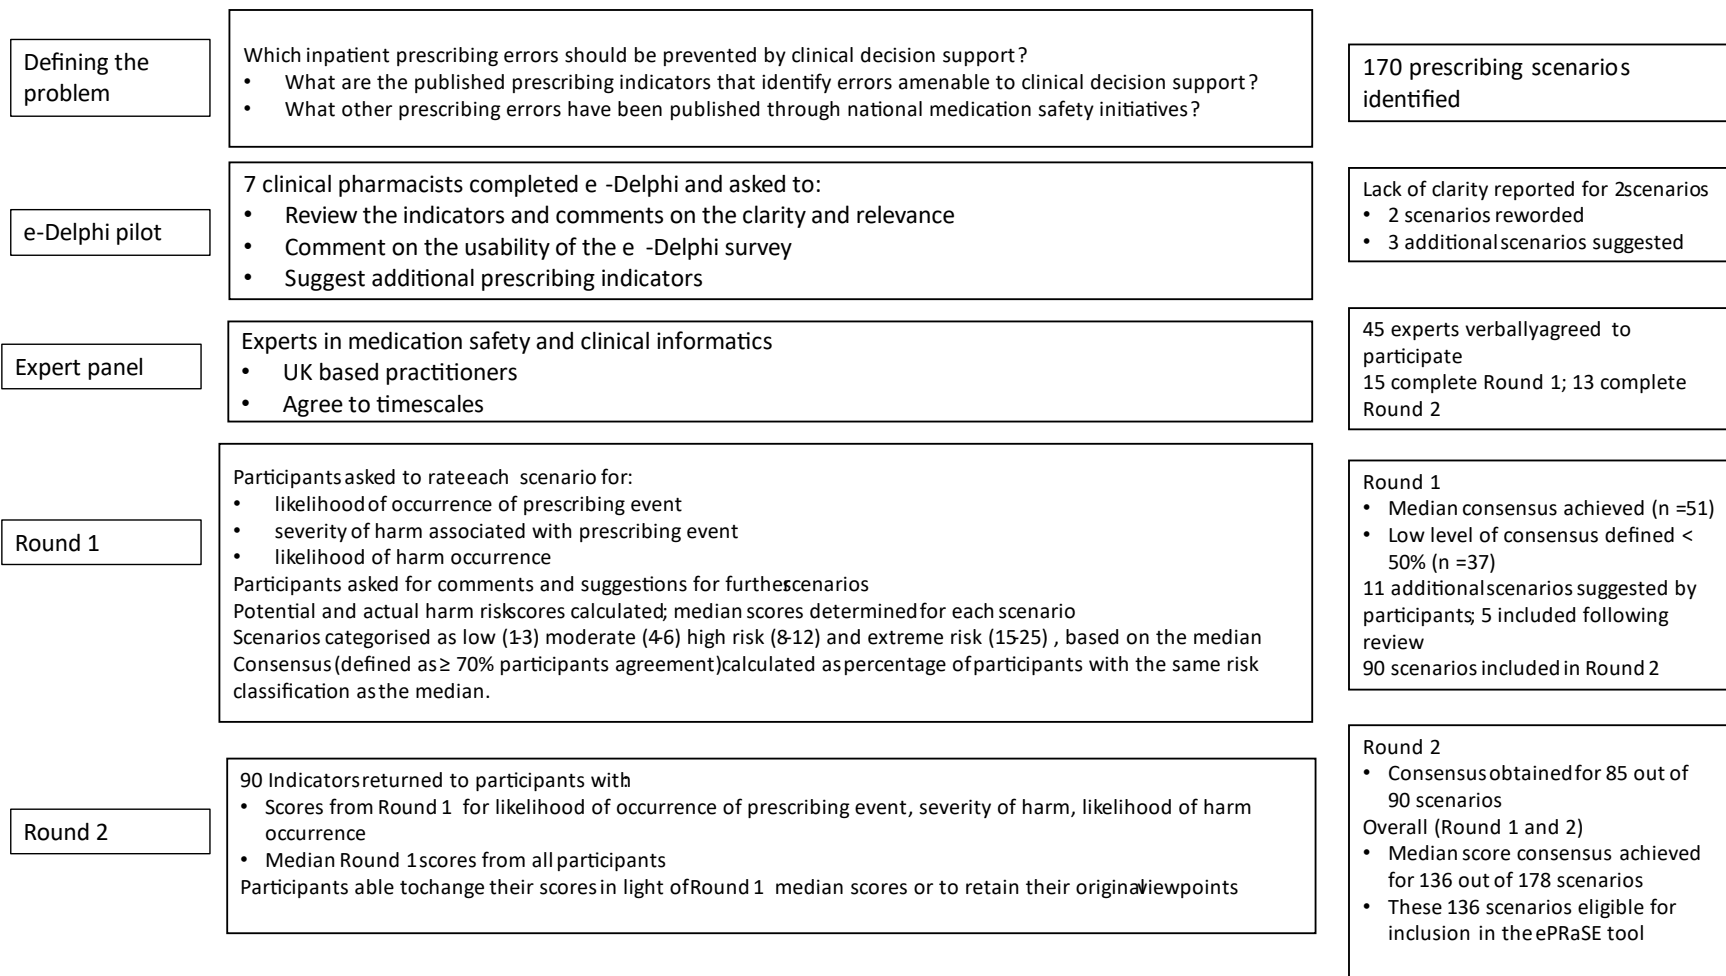 Defining the
problem
Which inpatient prescribing errors should be prevented by clinical decision support?
• What are the published prescribing indicators that identify errors amenable to clinical decision support?
• What other prescribing errors have been published through national medication safety initiatives?
170 prescribing scenarios
identified
e-Delphi pilot
7 clinical pharmacists completed e -Delphi and asked to:
• Review the indicators and comments on the clarity and relevance
• Comment on the usability of the e -Delphi survey
• Suggest additional prescribing indicators
Lack of clarity reported for 2scenarios
• 2 scenarios reworded
• 3 additionalscenarios suggested
Expert panel
Experts in medication safety and clinical informatics
• UK based practitioners
• Agree to timescales
45 experts verballyagreed to
participate
15 complete Round 1; 13 complete
Round 2
Round 1
Participants asked to rateeach scenario for:
• likelihood of occurrence of prescribing event
• severity of harm associated with prescribing event
• likelihood of harm occurrence
Participants asked for comments and suggestions for furtherscenarios
Potential and actual harm riskscores calculated; median scores determined for each scenario
Scenarios categorised as low (1-3) moderate (4-6) high risk (8-12) and extreme risk (15-25) , based on the median
Consensus (defined as ≥ 70% participants agreement)calculated as percentage of participants with the same risk
classification as the median.
Round 1
• Median consensus achieved (n =51)
• Low level of consensus defined <
50% (n =37)
11 additionalscenarios suggested by
participants; 5 included following
review
90 scenarios included in Round 2
Round 2
90 Indicators returned to participants with:
• Scores from Round 1 for likelihood of occurrence of prescribing event, severity of harm, likelihood of harm
occurrence
• Median Round 1 scores from all participants
Participants able tochange their scores in light of Round 1 median scores or to retain their originalviewpoints
Round 2
• Consensus obtained for 85 out of
90 scenarios
Overall (Round 1 and 2)
• Median score consensus achieved
for 136 out of 178 scenarios
• These 136 scenarios eligible for
inclusion in the ePRaSE tool